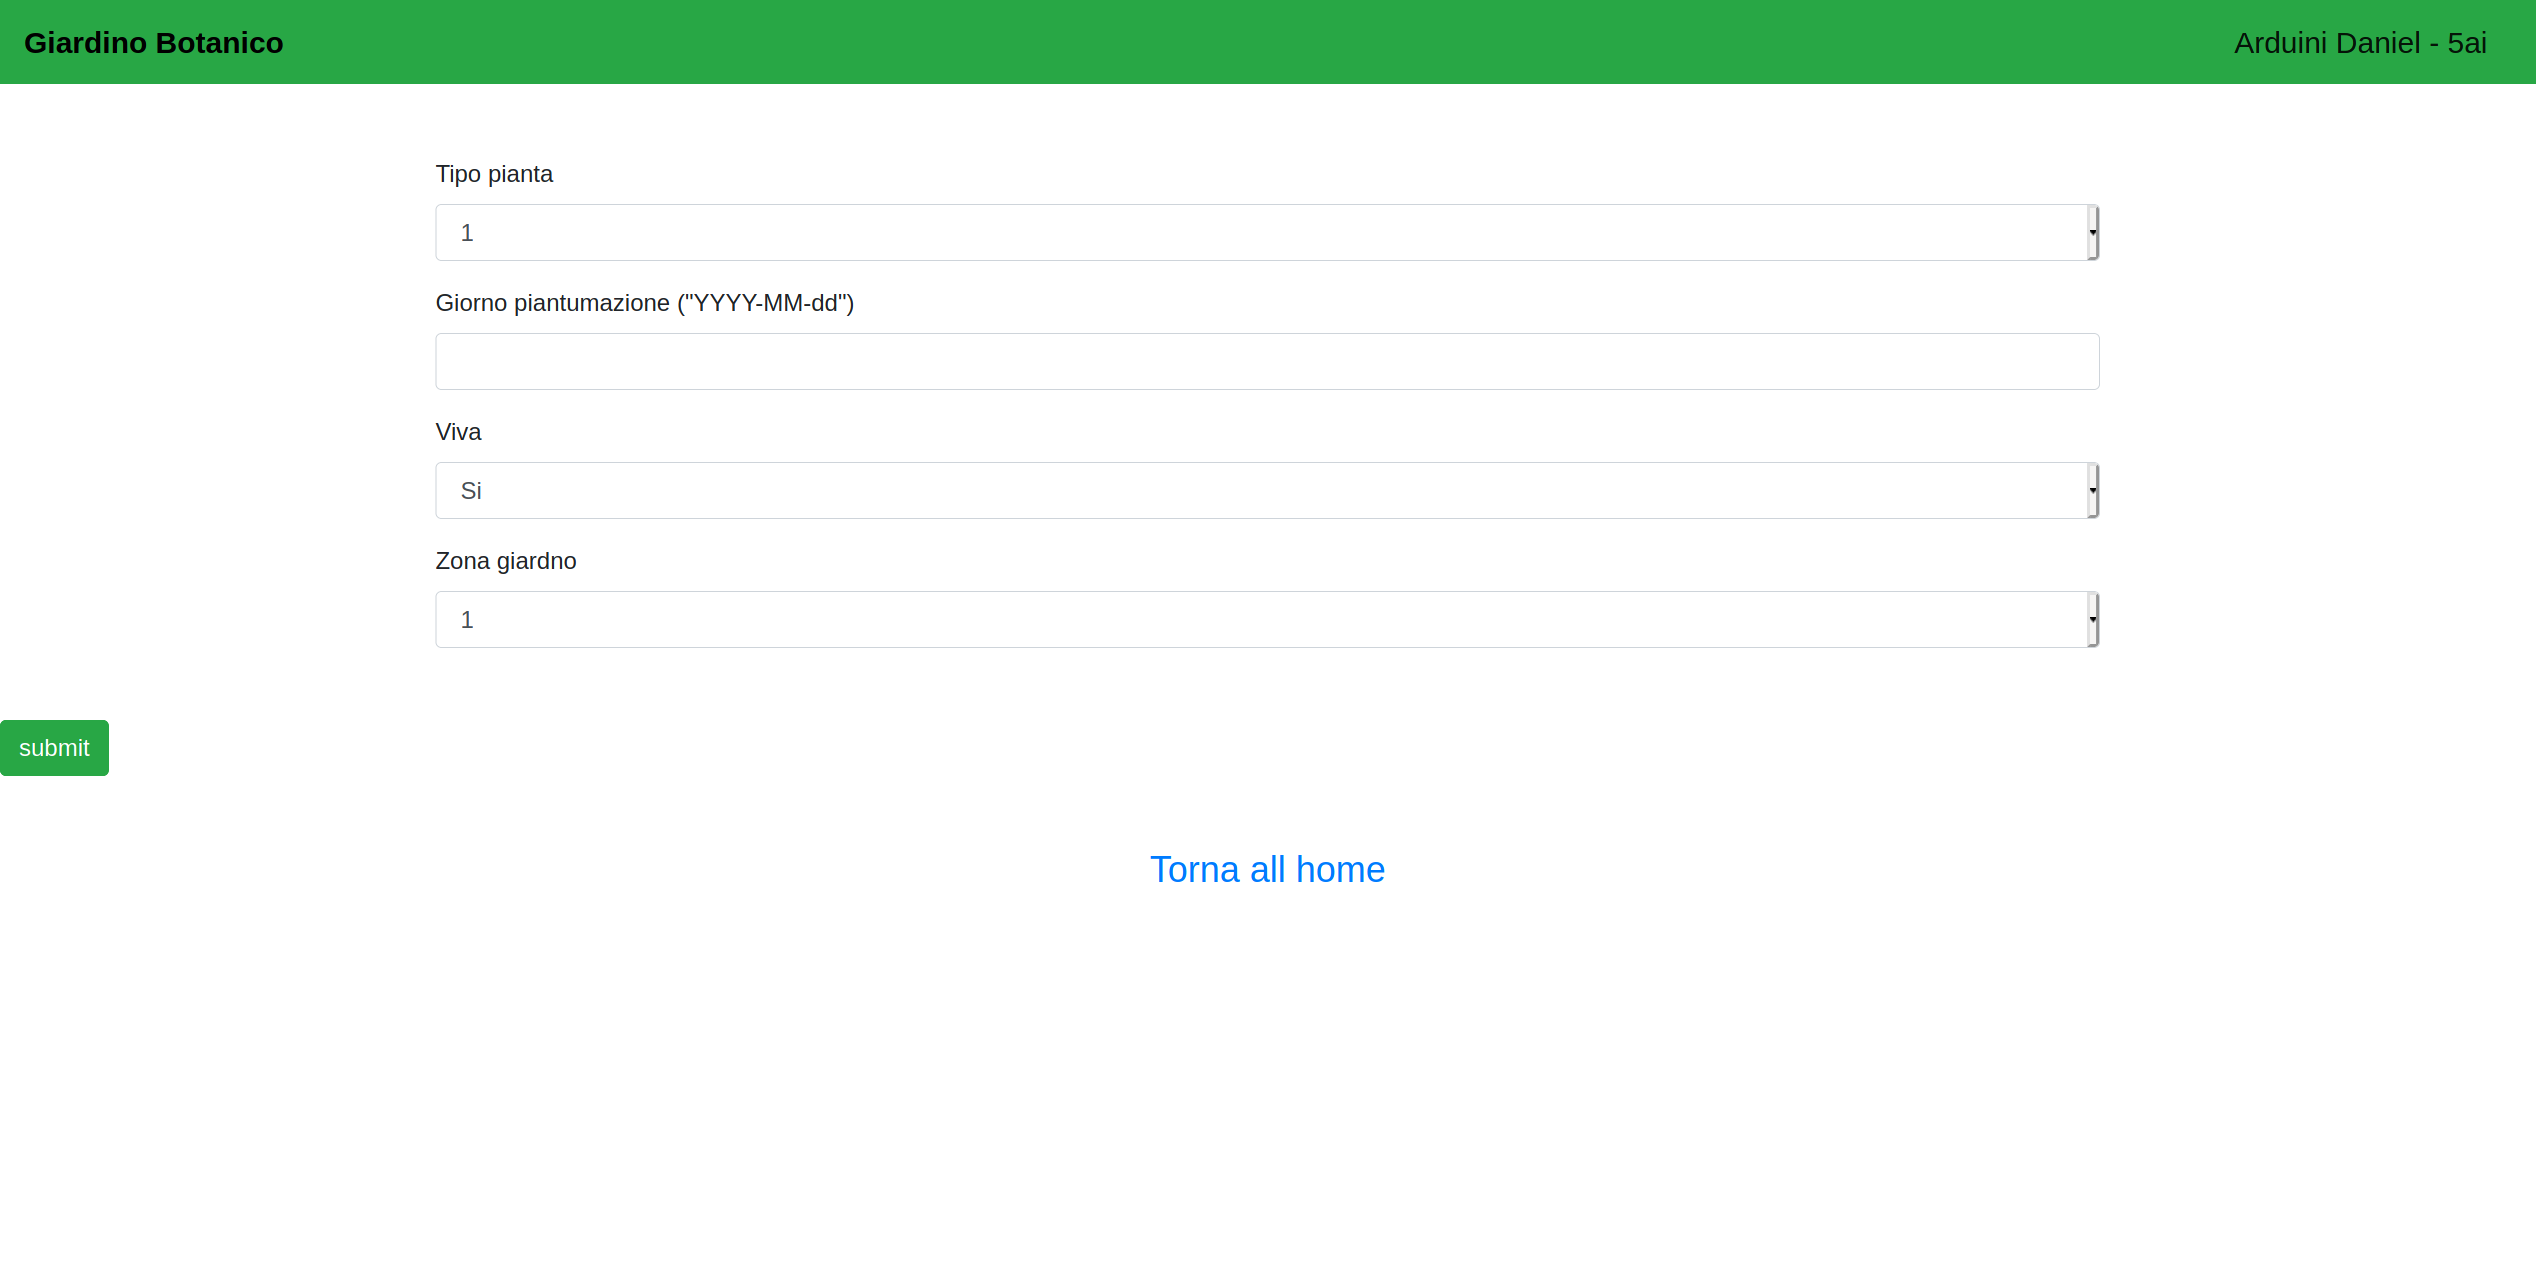 Giardino Botanico
Arduini Daniel - 5ai
Tipo pianta
1
Giorno piantumazione ("YYYY-MM-dd")
Viva
Si
Zona giardno
1
submit
Torna all home